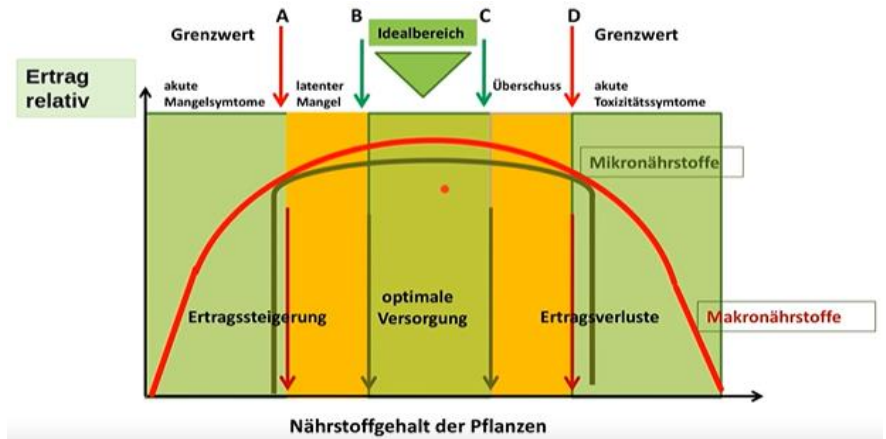 A
B
C
D
Grenzwert
Idealbereich
Grenzwert
Ertrag
relativ
akute
Mangelsymtome
latenter
Mangel
Überschuss
akute
Toxizitätssymtome
Mikronährstoffe
Ertragssteigerung
optimale
Versorgung
Ertragsverluste
Makronährstoffe
Nährstoffgehalt der Pflanzen